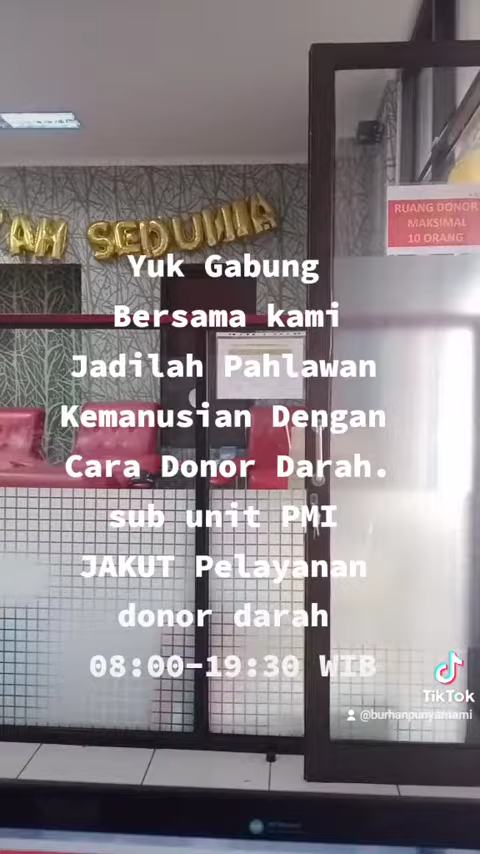 SEDUNIA
RUANG DONOR
MAKSIMAL
10 ORANG
Yuk Gabung
Bersama kami
Jadilah Pahlawan
Kemanusian Dengan
Cara Donor Darah.
sub unit PMI
JAKUT Pelayanan
donor darah
08:00-19:30 WIB
TikTok
@burhanpunyamami